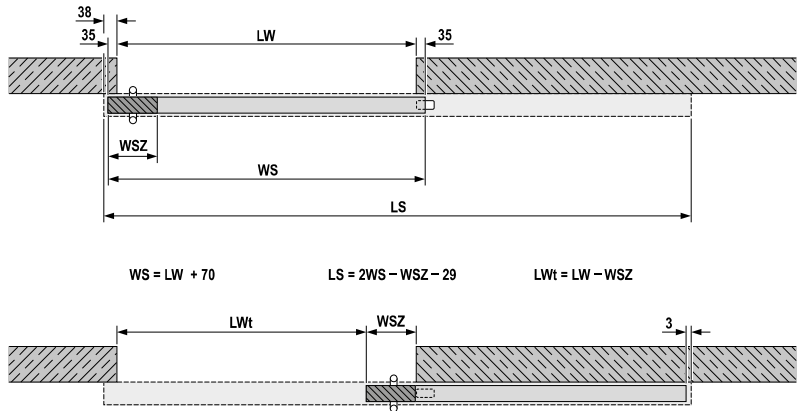 38
35 LW 35
WSZ
WS
LS
WS = LW + 70 LS = 2WS – WSZ – 29 LWt = LW – WSZ
LWt WSZ 3